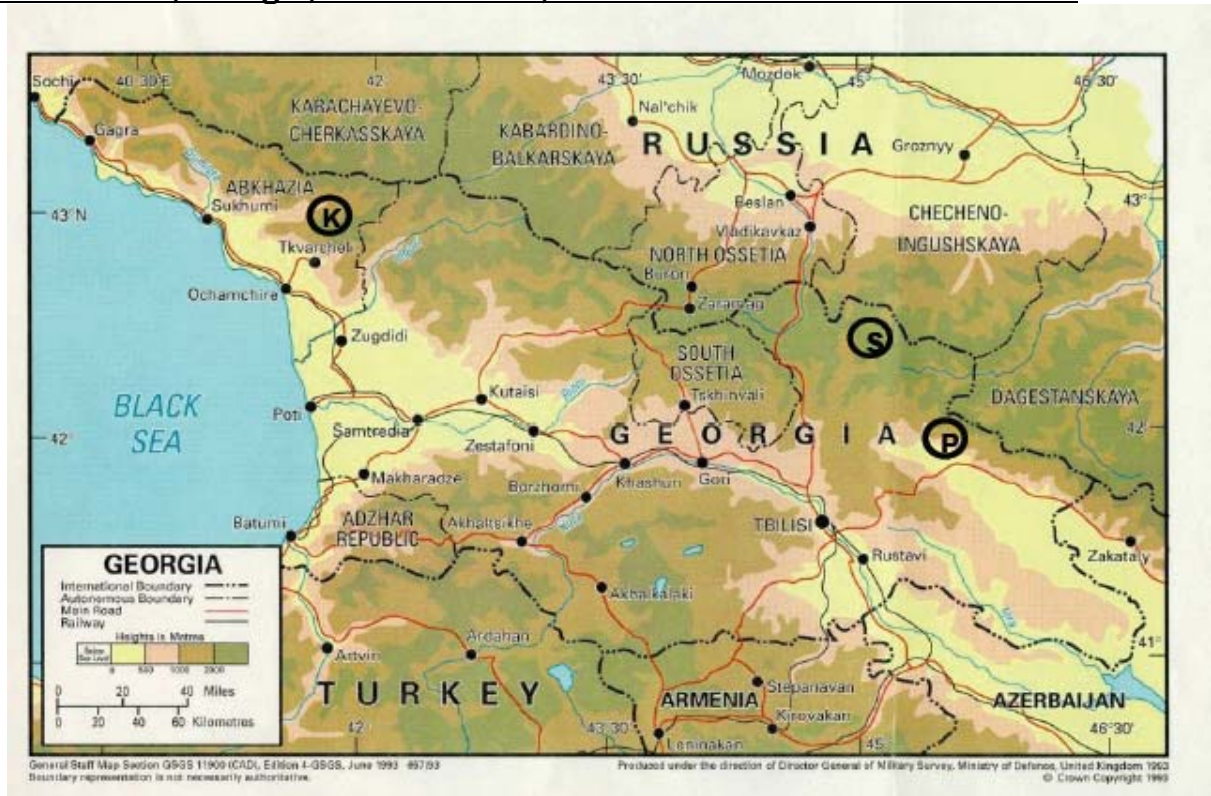 Sochi
40°30'E
42
43°30'
Mozdok
45°
46°30'
KARACHAYEVO-
CHERKASSKAYA
Nal'chik
Gagra
KABARDINO-
BALKARSKAYA
RUSSIA
Groznyy
ABKHAZIA
Beslan
43°
43°N
Sukhumi
K
CHECHENO-
INGUSHSKAYA
Vladikavkaz
Tkvarcheli
NORTH OSSETIA
Buron
Ochamchire
Zaramag
Zugdidi
S
SOUTH
OSSETIA
BLACK
SEA
Kutaisi
Rioni
DAGESTANSKAYA
Poti
Tskhinvali
Samtredia
42°
Zestafoni
GEORGIA
P
42'
Makharadze
Khashuri
Gori
Borzhomi
Batumi
ADZHAR
REPUBLIC
Akhaltsikhe
TBILISI
Rustavi
Zakataly
Akhalkalaki
GEORGIA
International Boundary
Autonomous Boundary
Main Road
Railway
Heights in Metres
Below
Sea Level
0 500 1000 2000
0 20 40 Miles
0 20 40 60 Kilometres
Ardahan
Artvin
41°
TURKEY
ARMENIA
Stepanavan
AZERBAIJAN
Kirovakan
Leninakan
42°
43°30'
45°
46°30'
General Staff Map Section GSGS 11900 (CAD), Edition 4-GSGS, June 1993
Boundary representation is not necessarily authoritative.
Produced under the direction of Director General of Military Survey, Ministry of Defence, United Kingdom 1993
© Crown Copyright 1993